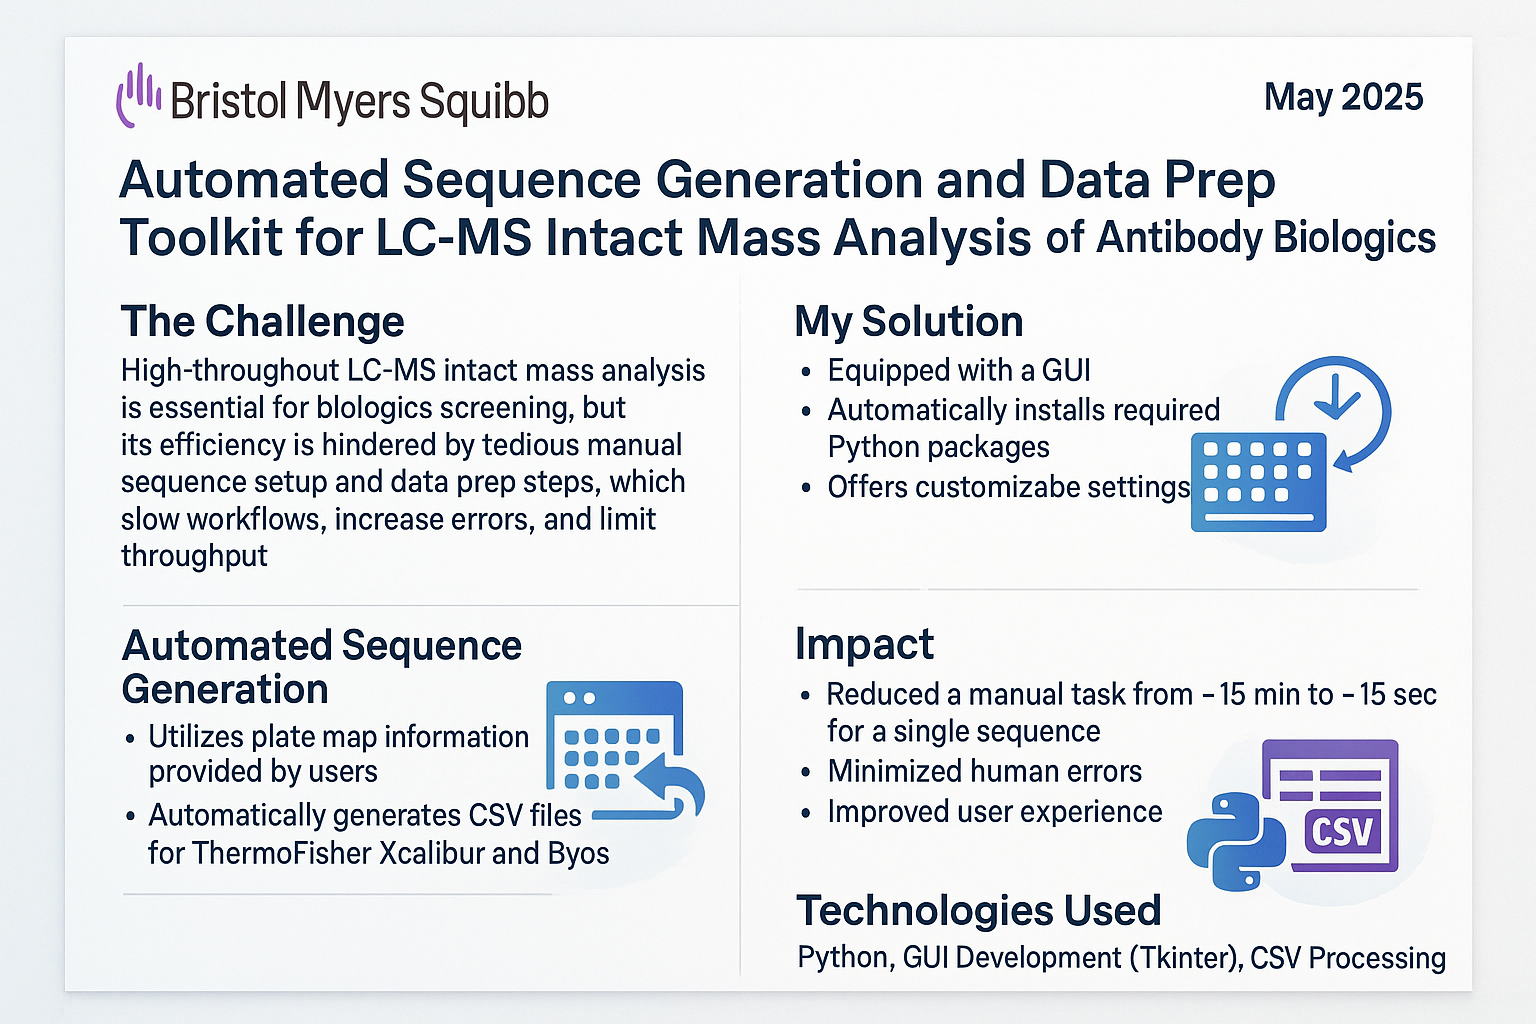 Bristol Myers Squibb
May 2025
Automated Sequence Generation and Data Prep
Toolkit for LC-MS Intact Mass Analysis of Antibody Biologics
The Challenge
High-throughout LC-MS intact mass analysis
is essential for blologics screening, but
its efficiency is hindered by tedious manual
sequence setup and data prep steps, which
slow workflows, increase errors, and limit
throughput
Automated Sequence
Generation
• Utilizes plate map information
provided by users
• Automatically generates CSV files
for ThermoFisher Xcalibur and Byos
My Solution
• Equipped with a GUI
• Automatically installs required
Python packages
• Offers customizabe settings
Impact
• Reduced a manual task from –15 min to –15 sec
for a single sequence
• Minimized human errors
• Improved user experience
CSV
Technologies Used
Python, GUI Development (Tkinter), CSV Processing